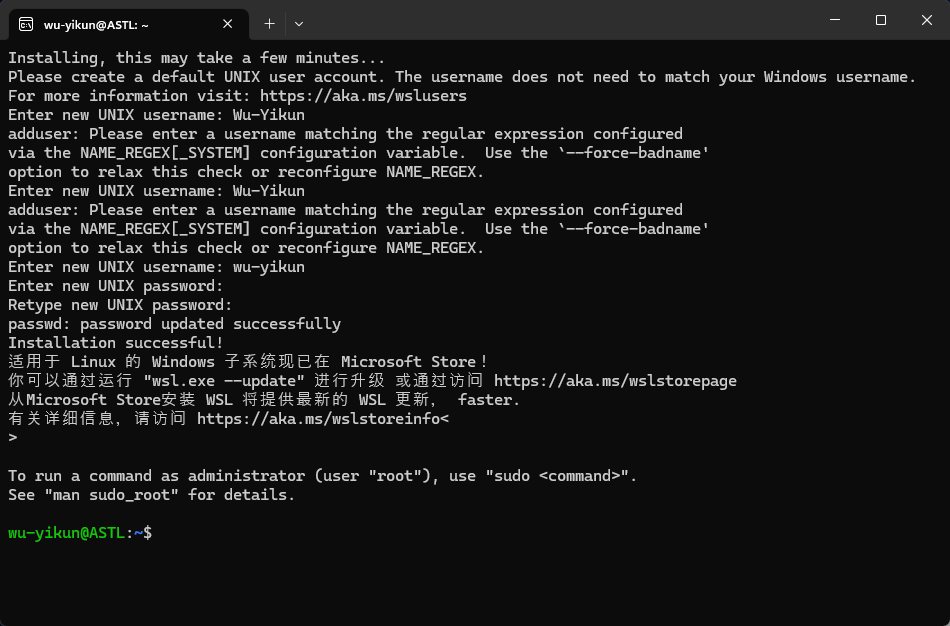 wu-yikun@ASTL: ~
Installing, this may take a few minutes...
Please create a default UNIX user account. The username does not need to match your Windows username.
For more information visit: https://aka.ms/wslusers
Enter new UNIX username: Wu-Yikun
adduser: Please enter a username matching the regular expression configured
via the NAME_REGEX[_SYSTEM] configuration variable.  Use the `--force-badname'
option to relax this check or reconfigure NAME_REGEX.
Enter new UNIX username: Wu-Yikun
adduser: Please enter a username matching the regular expression configured
via the NAME_REGEX[_SYSTEM] configuration variable.  Use the `--force-badname'
option to relax this check or reconfigure NAME_REGEX.
Enter new UNIX username: wu-yikun
Enter new UNIX password:
Retype new UNIX password:
passwd: password updated successfully
Installation successful!
适用于 Linux 的 Windows 子系统现已在 Microsoft Store！
你可以通过运行 "wsl.exe --update" 进行升级 或通过访问 https://aka.ms/wslstorepage
从Microsoft Store安装 WSL 将提供最新的 WSL 更新， faster.
有关详细信息，请访问 https://aka.ms/wslstoreinfo<
>
To run a command as administrator (user "root"), use "sudo <command>".
See "man sudo_root" for details.
wu-yikun@ASTL:~$